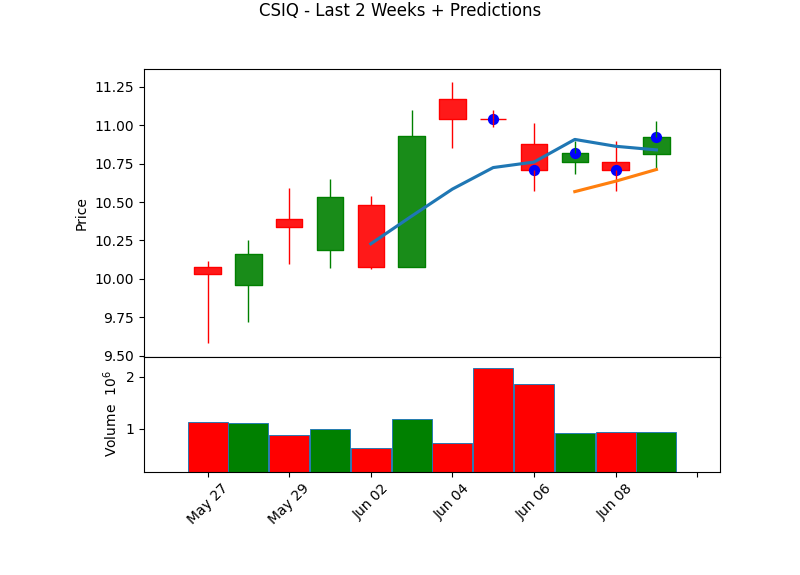 CSIQ - Last 2 Weeks + Predictions
11.25
11.00
10.75
10.50
10.25
10.00
9.75
9.50
Price
2
1
Volume 10^6
May 27
May 29
Jun 02
Jun 04
Jun 06
Jun 08